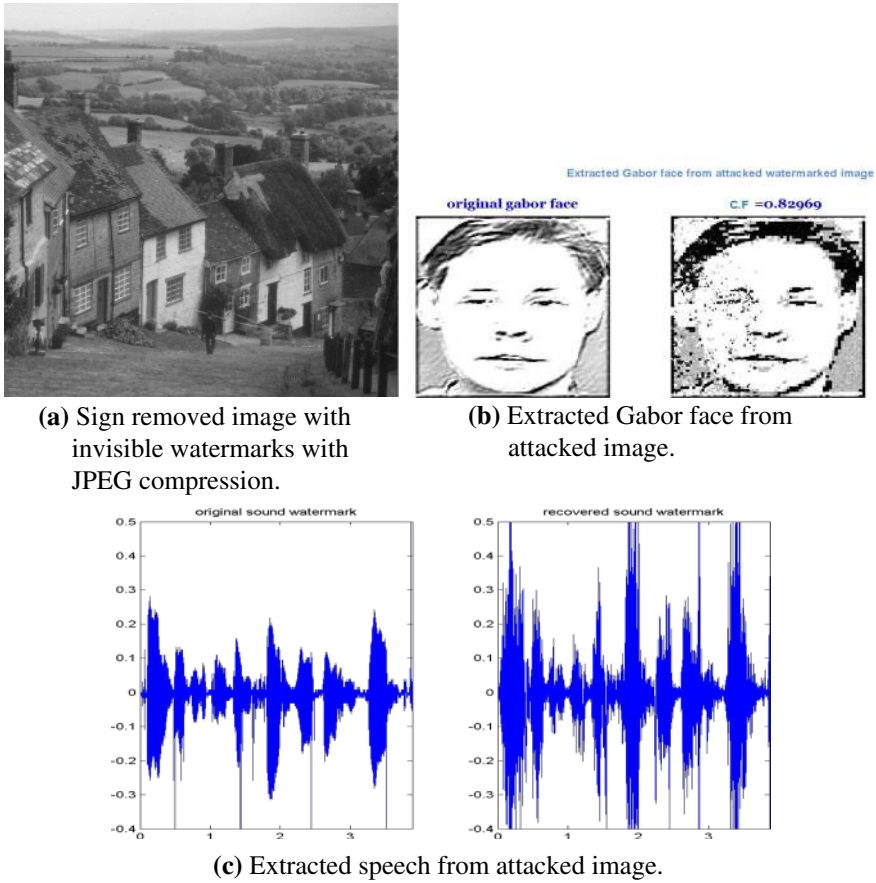 Extracted Gabor face from attacked watermarked image
original gabor face
C.F =0.82969
(a) Sign removed image with
invisible watermarks with
JPEG compression.
(b) Extracted Gabor face from
attacked image.
original sound watermark
0.5
0.4
0.3
0.2
0.1
0
-0.1
-0.2
-0.3
-0.4
0 1 2 3
recovered sound watermark
0.5
0.4
0.3
0.2
0.1
0
-0.1
-0.2
-0.3
-0.4
0 1 2 3
(c) Extracted speech from attacked image.